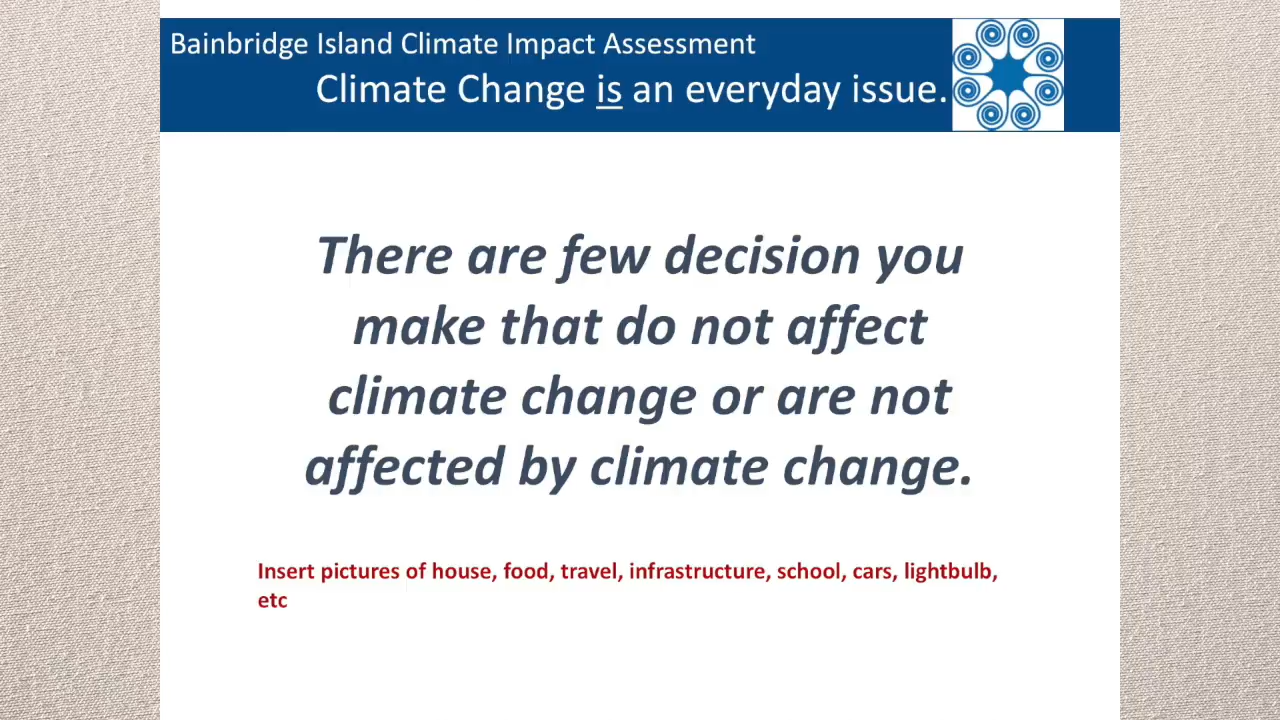 Bainbridge Island Climate Impact Assessment
Climate Change is an everyday issue.
There are few decision you
make that do not affect
climate change or are not
affected by climate change.
Insert pictures of house, food, travel, infrastructure, school, cars, lightbulb,
etc